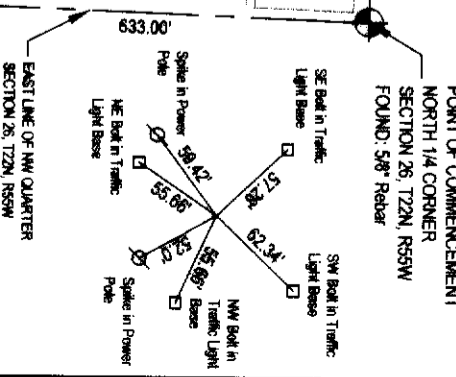 POINT OF COMMENCEMENT
NORTH 1/4 CORNER
SECTION 26, T22N, R55W
FOUND: 5/8" Rebar
633.00'
SE Bolt in Traffic
Light Base
57.28'
SW Bolt in Traffic
Light Base
62.34'
Spike in Power
Pole
50.42'
NE Bolt in Traffic
Light Base
55.66'
52.0'
Spike in Power
Pole
NW Bolt in
Traffic Light
Base
EAST LINE OF NW QUARTER
SECTION 26, T22N, R55W